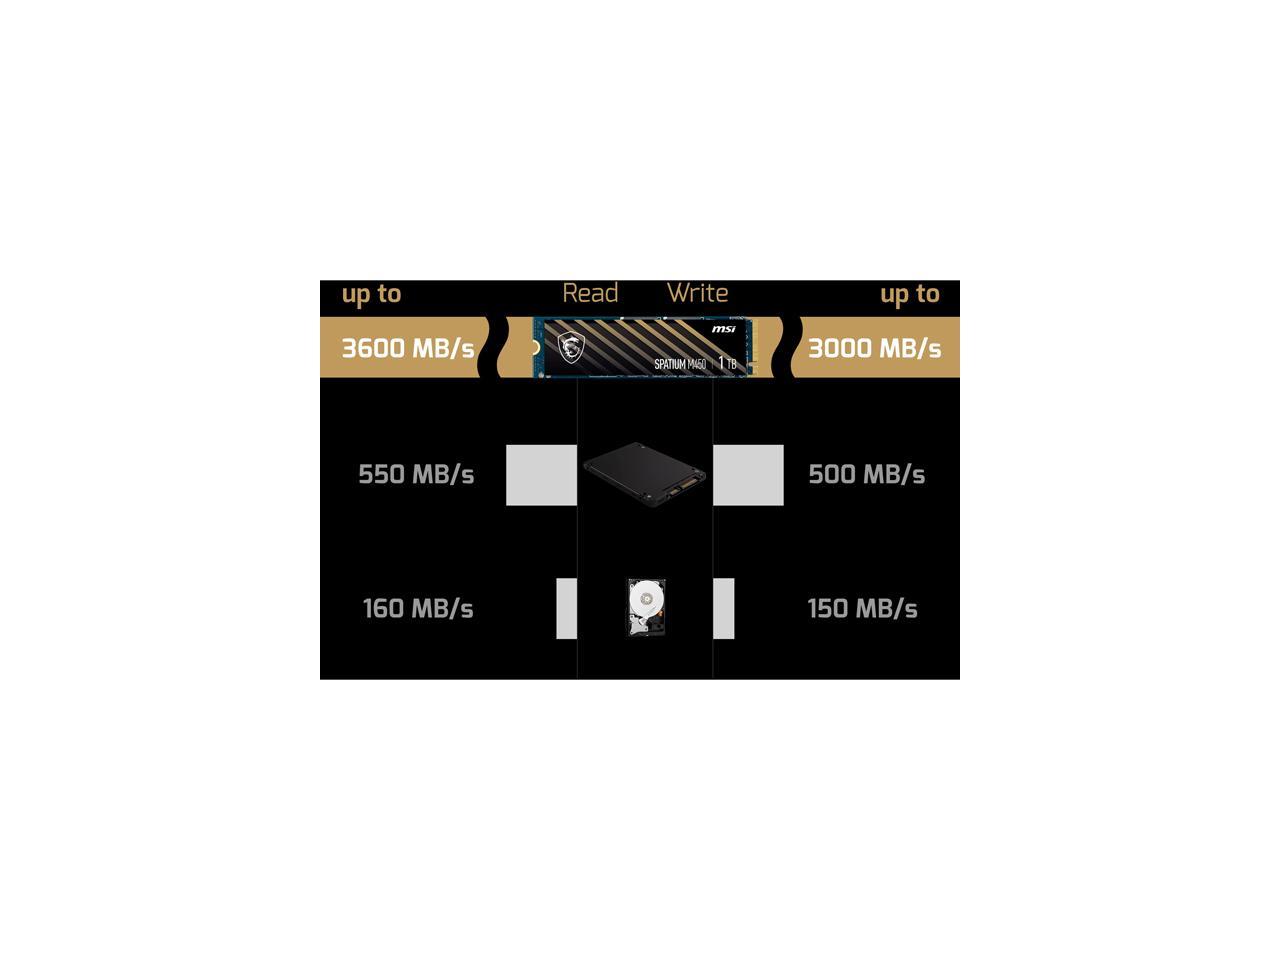 up to Read Write up to
3600 MB/s msi 3000 MB/s
SPATIUM M450 | 1 TB
550 MB/s 500 MB/s
160 MB/s 150 MB/s